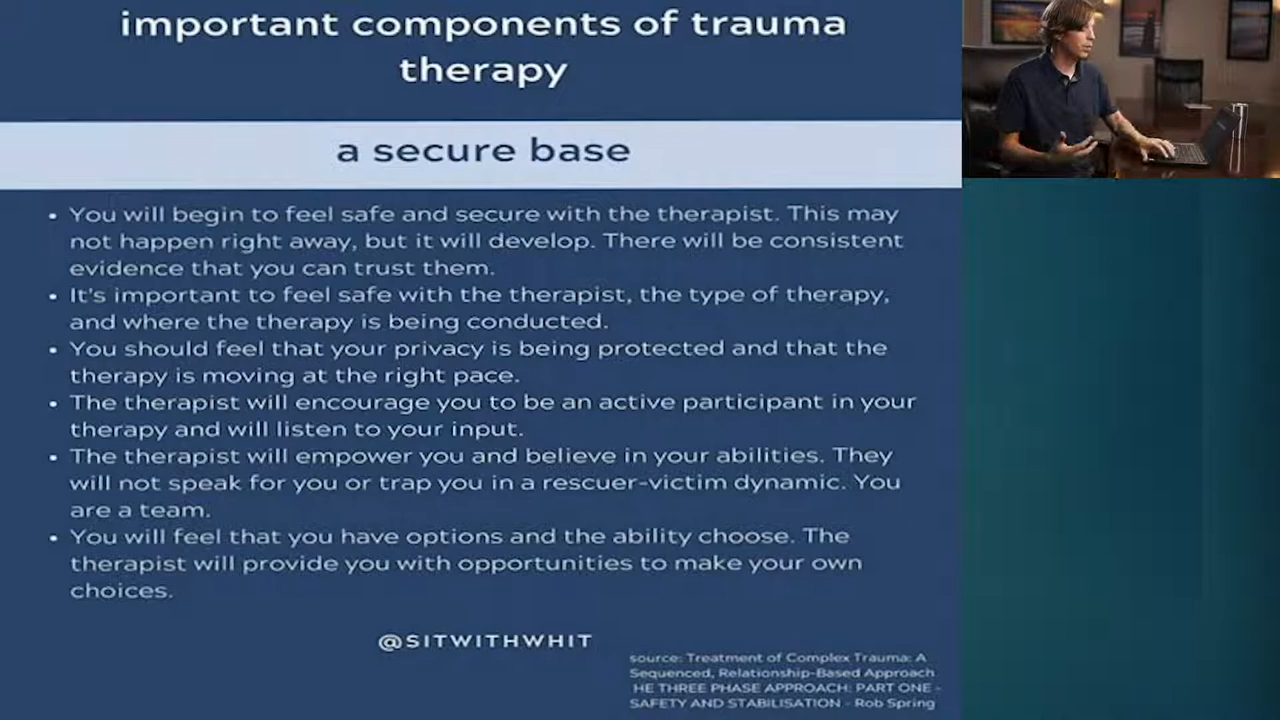 important components of trauma
therapy
a secure base
• You will begin to feel safe and secure with the therapist. This may
not happen right away, but it will develop. There will be consistent
evidence that you can trust them.
• It's important to feel safe with the therapist, the type of therapy,
and where the therapy is being conducted.
• You should feel that your privacy is being protected and that the
therapy is moving at the right pace.
• The therapist will encourage you to be an active participant in your
therapy and will listen to your input.
• The therapist will empower you and believe in your abilities. They
will not speak for you or trap you in a rescuer-victim dynamic. You
are a team.
• You will feel that you have options and the ability choose. The
therapist will provide you with opportunities to make your own
choices.
@SITWITHWHIT
source: Treatment of Complex Trauma: A
Sequenced, Relationship-Based Approach
HE THREE PHASE APPROACH: PART ONE -
SAFETY AND STABILISATION - Rob Spring